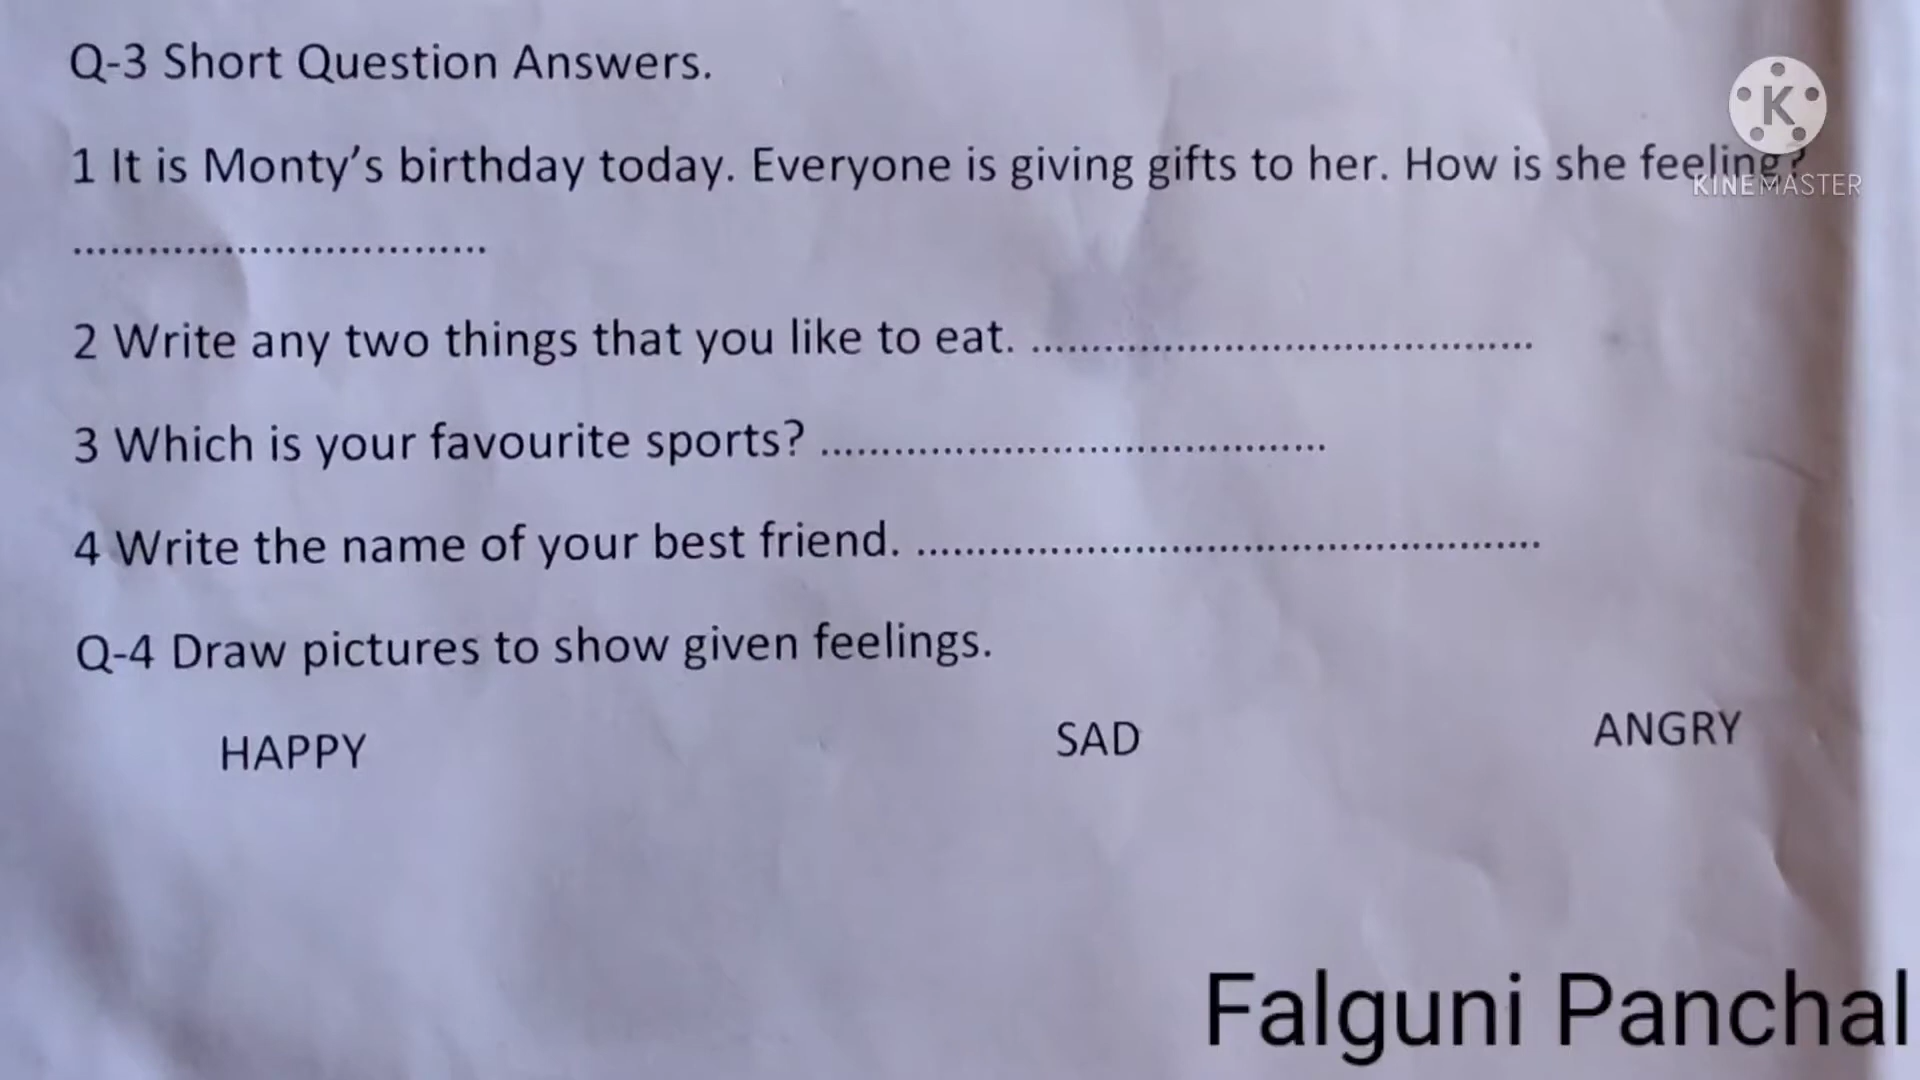 Q-3 Short Question Answers.
K
1 It is Monty’s birthday today. Everyone is giving gifts to her. How is she feeling?
KINEMASTER
.................................
2 Write any two things that you like to eat. .........................................
3 Which is your favourite sports? .........................................
4 Write the name of your best friend. ..................................................
Q-4 Draw pictures to show given feelings.
HAPPY SAD ANGRY
Falguni Panchal